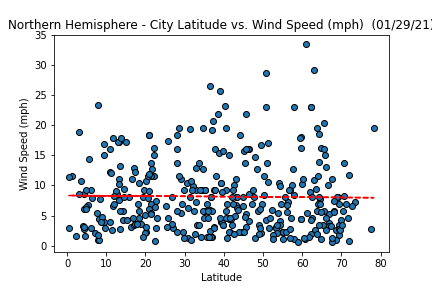 Northern Hemisphere - City Latitude vs. Wind Speed (mph) (01/29/21)
35
30
25
20
15
10
5
0
Wind Speed (mph)
0 10 20 30 40 50 60 70 80
Latitude